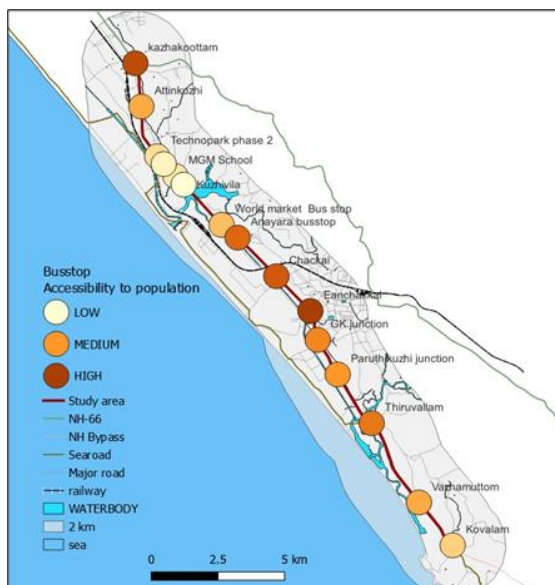 kazhakoottam
Attinkuzhi
Technopark phase 2
MGM School
Kuzhivila
World market Bus stop
Anayara busstop
Chackai
Eanchakkal
GK junction
Paruthikuzhi junction
Thiruvallam
Vazhamuttom
Kovalam
Busstop
Accessibility to population
LOW
MEDIUM
HIGH
Study area
NH-66
NH Bypass
Searoad
Major road
railway
WATERBODY
2 km
sea
0 2.5 5 km